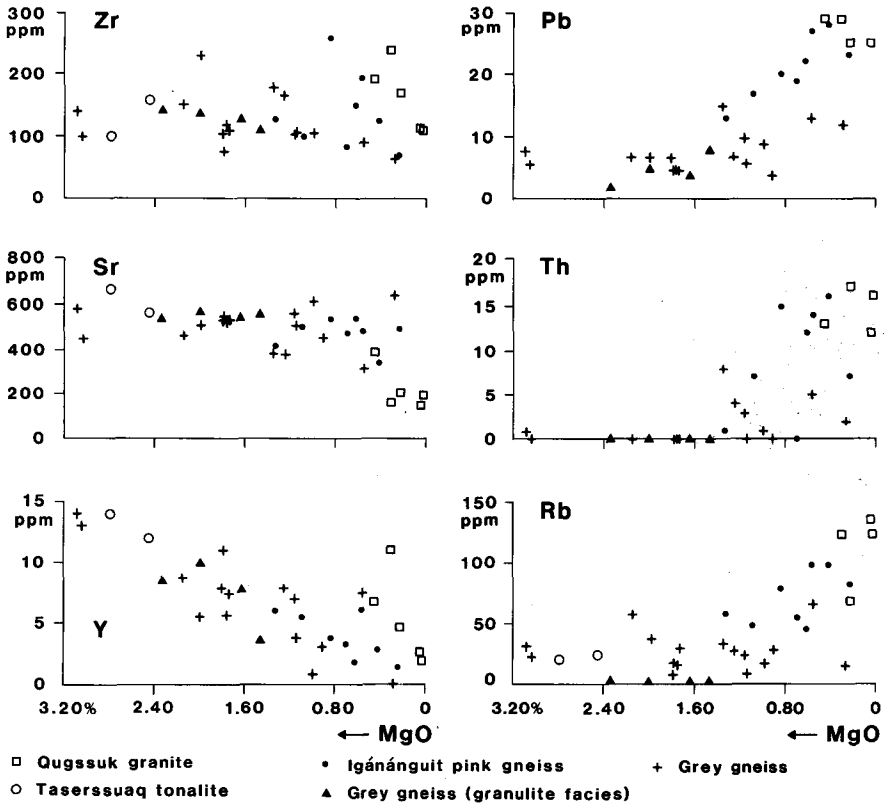 300
ppm
Zr
200
100
0
30
ppm
Pb
20
10
0
800
ppm
Sr
600
400
200
0
20
ppm
Th
15
10
5
0
15
ppm
10
5
Y
0
3.20% 2.40 1.60 0.80 0
← MgO
150
ppm
Rb
100
50
0
3.20% 2.40 1.60 0.80 0
← MgO
Qugssuk granite
Igánánguit pink gneiss
Grey gneiss
Taserssuaq tonalite
Grey gneiss (granulite facies)